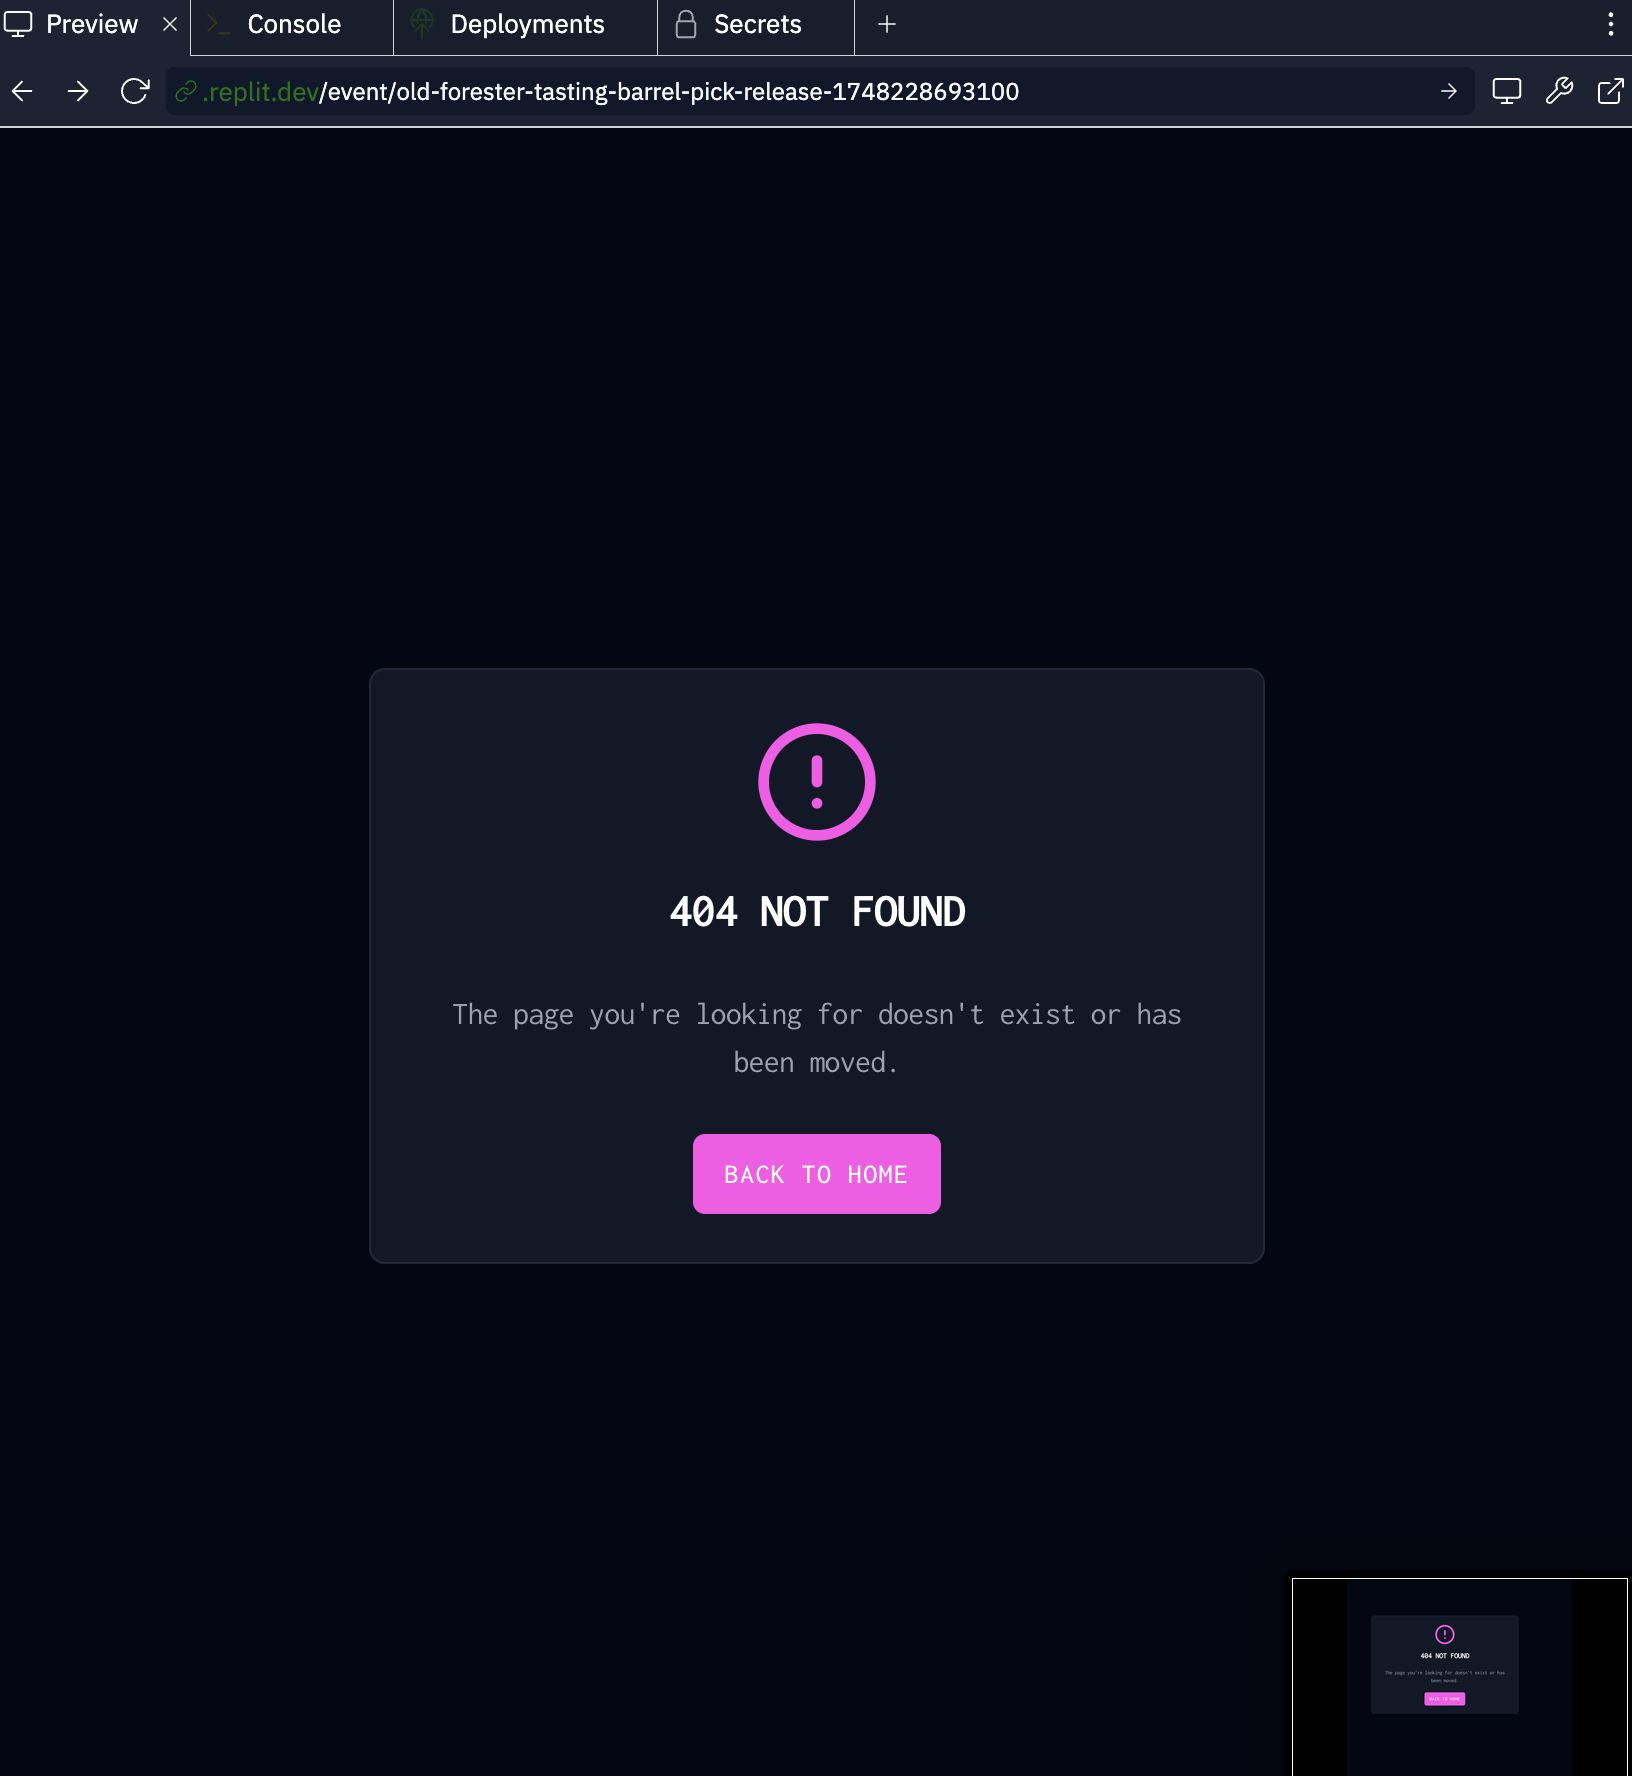 Preview
Console
Deployments
Secrets
.replit.dev/event/old-forester-tasting-barrel-pick-release-1748228693100
404 NOT FOUND
The page you're looking for doesn't exist or has
been moved.
BACK TO HOME
404 NOT FOUND
The page you're looking for doesn't exist or has
been moved.
BACK TO HOME